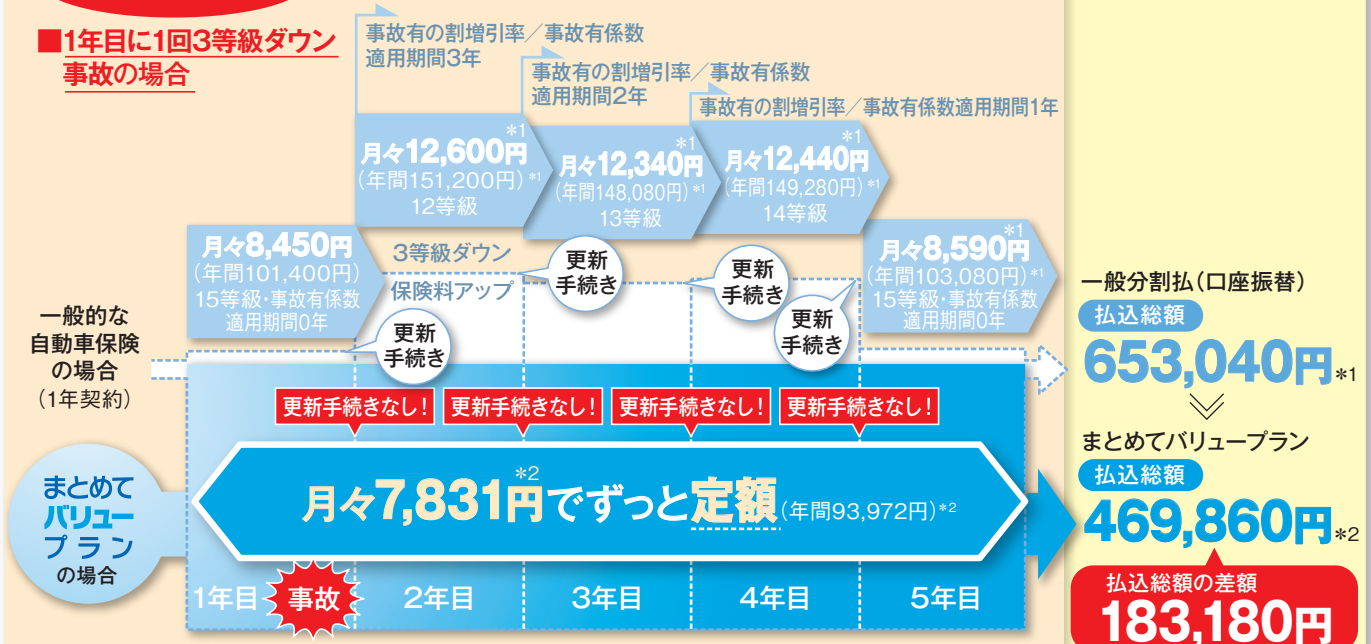 ■1年目に1回3等級ダウン
事故の場合
事故有の割増引率／事故有係数
適用期間3年
事故有の割増引率／事故有係数
適用期間2年
事故有の割増引率／事故有係数適用期間1年
月々12,600円*1
（年間151,200円）*1
12等級
月々12,340円*1
（年間148,080円）*1
13等級
月々12,440円*1
（年間149,280円）*1
14等級
月々8,450円
（年間101,400円）
15等級・事故有係数
適用期間0年
3等級ダウン
保険料アップ
更新
手続き
更新
手続き
更新
手続き
更新
手続き
月々8,590円*1
（年間103,080円）*1
15等級・事故有係数
適用期間0年
一般的な
自動車保険
の場合
（1年契約）
一般分割払（口座振替）
払込総額
653,040円*1
更新手続きなし！
更新手続きなし！
更新手続きなし！
更新手続きなし！
まとめて
バリュー
プラン
の場合
月々7,831円*2でずっと定額（年間93,972円）*2
まとめてバリュープラン
払込総額
469,860円*2
1年目
事故
2年目
3年目
4年目
5年目
払込総額の差額
183,180円